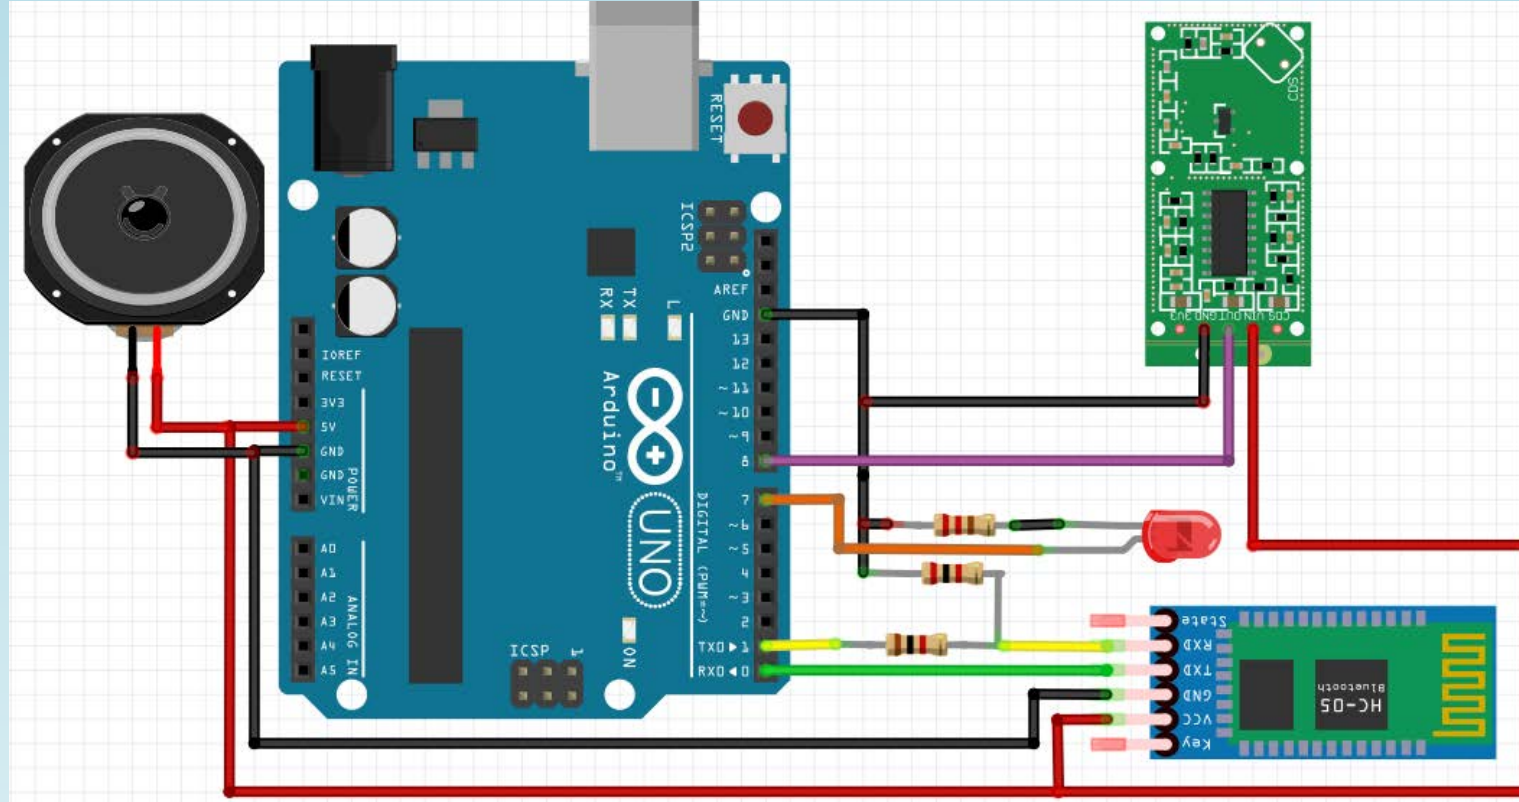 RESET
ICSP2
AREF
GND
13
12
~11
~10
~9
8
7
~6
~5
4
~3
2
TX0▶1
RX0◀0
DIGITAL (PWM=~)
RX
TX
L
Arduino™
UNO
ON
ICSP
1
IOREF
RESET
3V3
5V
GND
GND
VIN
POWER
A0
A1
A2
A3
A4
A5
ANALOG IN
CDS
3V3
GND
OUT
VIN
CDS
State
RXD
TXD
GND
VCC
Key
HC-05
Bluetooth